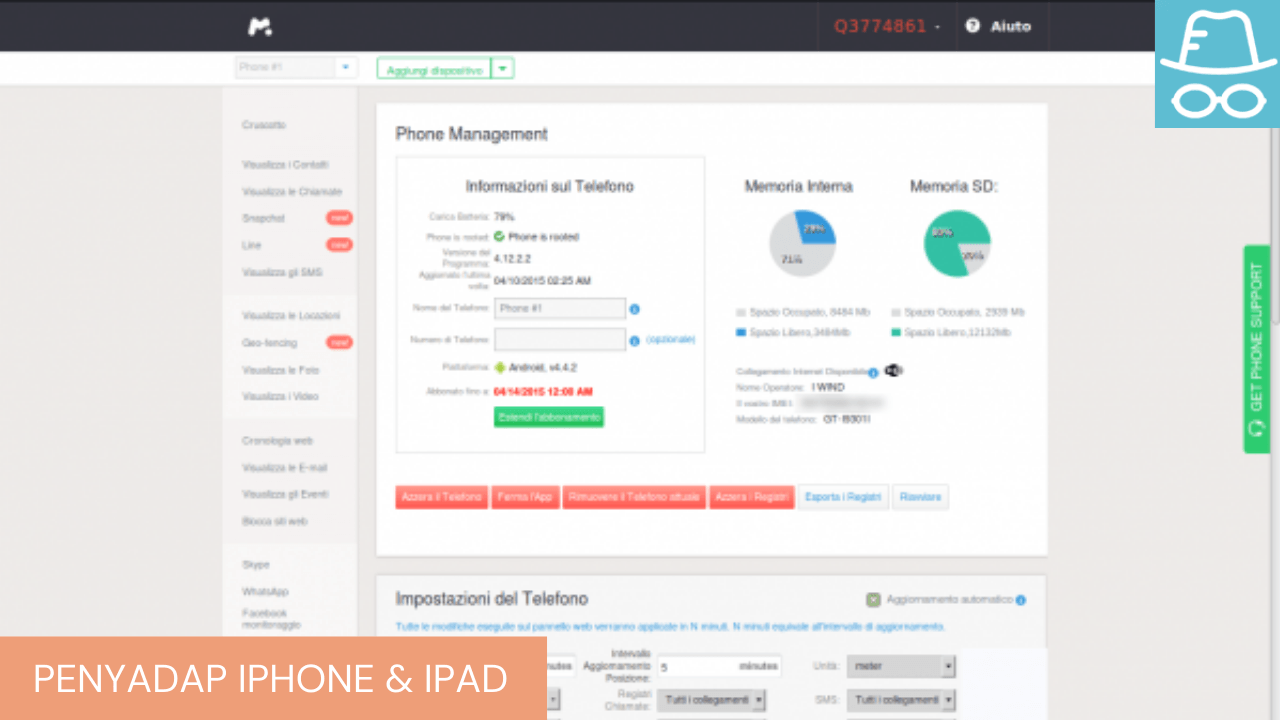 Q3774861
Aiuto
Phone #1
Aggiungi dispositivo
Cruscotto
Visualizza i Contatti
Visualizza le Chiamate
Snapchat new!
Line new!
Visualizza gli SMS
Visualizza le Locazioni
Geo-fencing new!
Visualizza le Foto
Visualizza i Video
Cronologia web
Visualizza le E-mail
Visualizza gli Eventi
Blocca siti web
Skype
WhatsApp
Facebook
monitoraggio
Phone Management
Informazioni sul Telefono
Carica Batteria: 79%
Phone is rooted: Phone is rooted
Versione del
Programma: 4.12.2.2
Aggiornato l'ultima
volta: 04/10/2015 02:25 AM
Nome del Telefono: Phone #1
Numero di Telefono: (opzionale)
Piattaforma: Android, v4.4.2
Abbonato fino a: 04/14/2015 12:00 AM
Estendi l'abbonamento
Memoria Interna
29%
71%
Spazio Occupato, 8484 Mb
Spazio Libero,3484Mb
Memoria SD:
80%
20%
Spazio Occupato, 2939 Mb
Spazio Libero,12132Mb
Collegamento Internet Disponibile
Nome Operatore: I WIND
Il vostro IMEI:
Modello del telefono: GT-I9301I
Azzera il Telefono
Ferma l'App
Rimuovere il Telefono attuale
Azzera i Registri
Esporta i Registri
Riavviare
Impostazioni del Telefono
Aggiornamento automatico
Tutte le modifiche eseguite sul pannello web verranno applicate in N minuti. N minuti equivale all'intervallo di aggiornamento.
Intervallo
Aggiornamento
Posizione: 5 minutes
Unità: meter
Registri
Chiamate: Tutti i collegamenti
SMS: Tutti i collegamenti
GET PHONE SUPPORT
PENYADAP IPHONE & IPAD